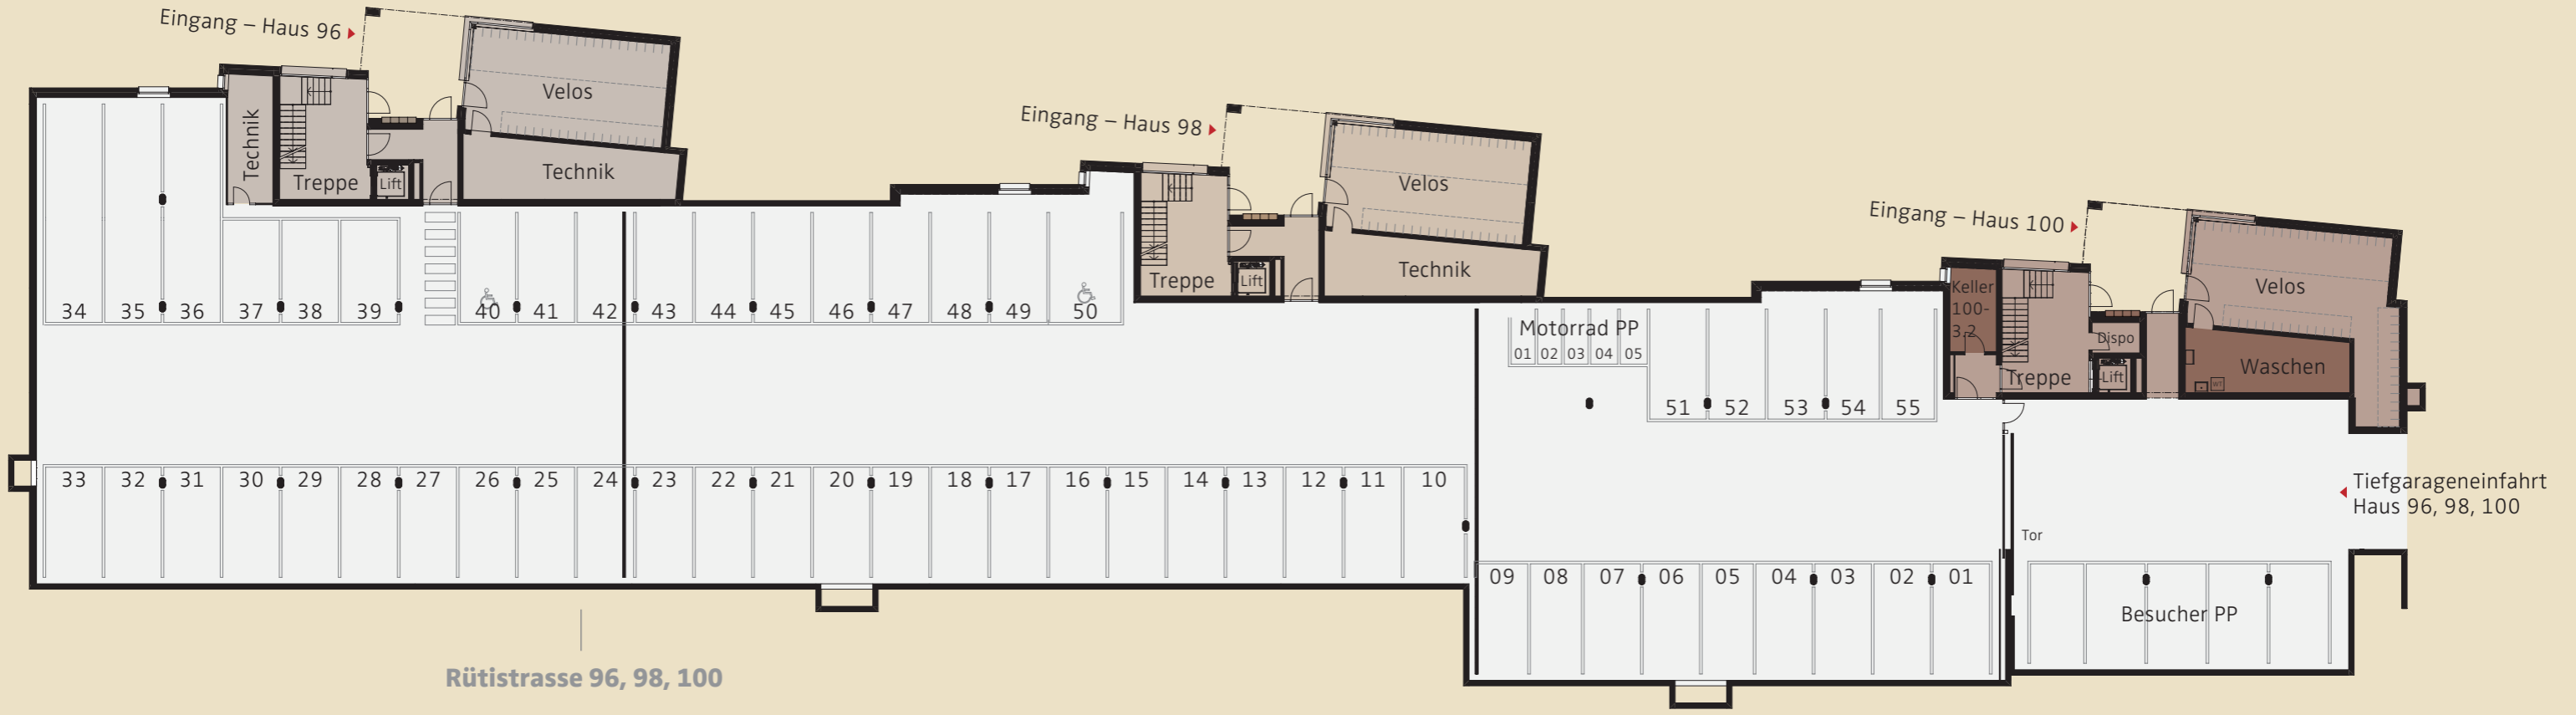 Eingang – Haus 96
Velos
Technik
Treppe
Lift
Technik
Eingang – Haus 98
Velos
Treppe
Lift
Technik
Eingang – Haus 100
Velos
Keller
100-
3.2
Treppe
Dispo
Lift
Waschen
WT
34 35 36 37 38 39 40 41 42 43 44 45 46 47 48 49 50
Motorrad PP
01 02 03 04 05
51 52 53 54 55
33 32 31 30 29 28 27 26 25 24 23 22 21 20 19 18 17 16 15 14 13 12 11 10
Tiefgarageneinfahrt
Haus 96, 98, 100
Tor
09 08 07 06 05 04 03 02 01
Besucher PP
Rütistrasse 96, 98, 100